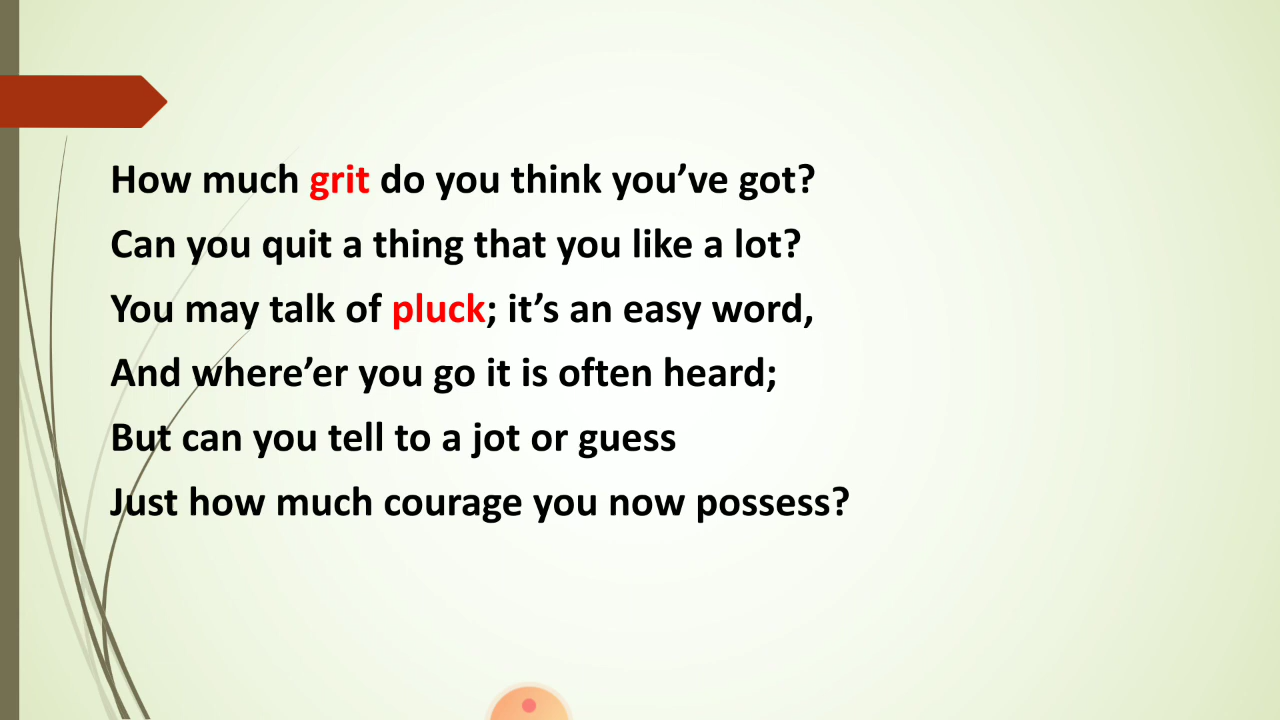 How much grit do you think you’ve got?
Can you quit a thing that you like a lot?
You may talk of pluck; it’s an easy word,
And where’er you go it is often heard;
But can you tell to a jot or guess
Just how much courage you now possess?